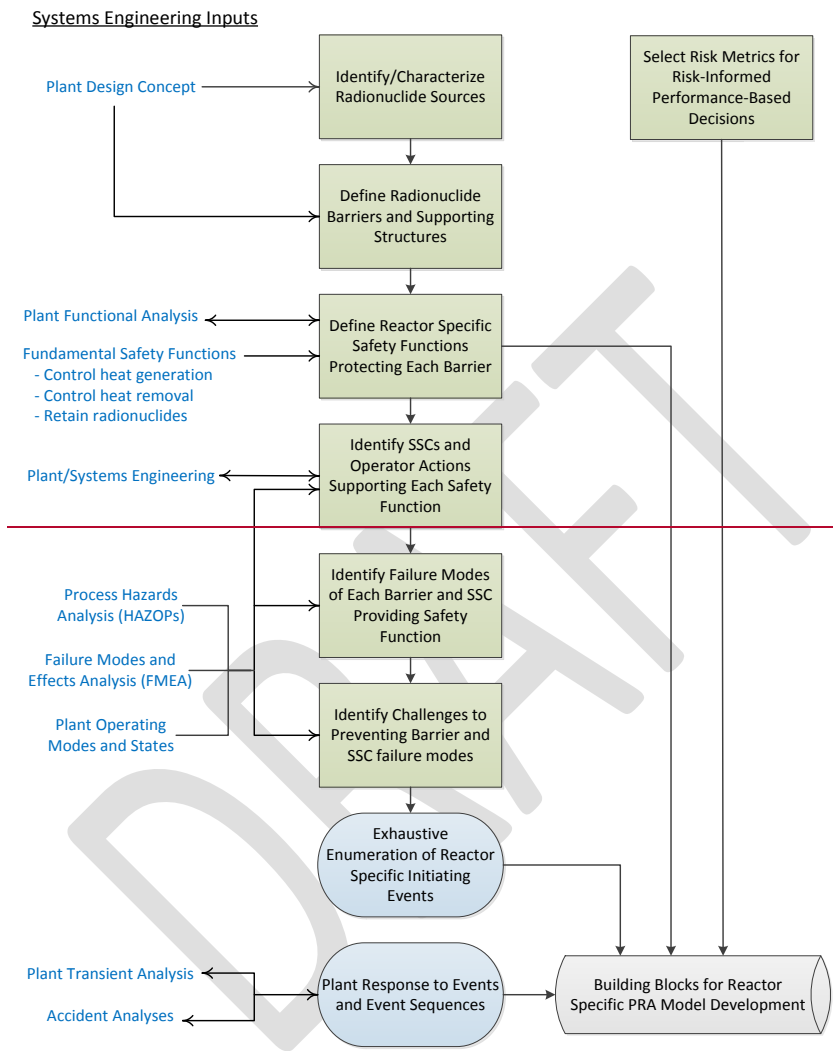 Systems Engineering Inputs
Plant Design Concept
Identify/Characterize
Radionuclide Sources
Select Risk Metrics for
Risk-Informed
Performance-Based
Decisions
Define Radionuclide
Barriers and Supporting
Structures
Plant Functional Analysis
Fundamental Safety Functions
- Control heat generation
- Control heat removal
- Retain radionuclides
Define Reactor Specific
Safety Functions
Protecting Each Barrier
Plant/Systems Engineering
Identify SSCs and
Operator Actions
Supporting Each Safety
Function
Process Hazards
Analysis (HAZOPs)
Identify Failure Modes
of Each Barrier and SSC
Providing Safety
Function
Failure Modes and
Effects Analysis (FMEA)
Plant Operating
Modes and States
Identify Challenges to
Preventing Barrier and
SSC failure modes
Exhaustive
Enumeration of Reactor
Specific Initiating
Events
Plant Transient Analysis
Accident Analyses
Plant Response to Events
and Event Sequences
Building Blocks for Reactor
Specific PRA Model Development
DRAFT